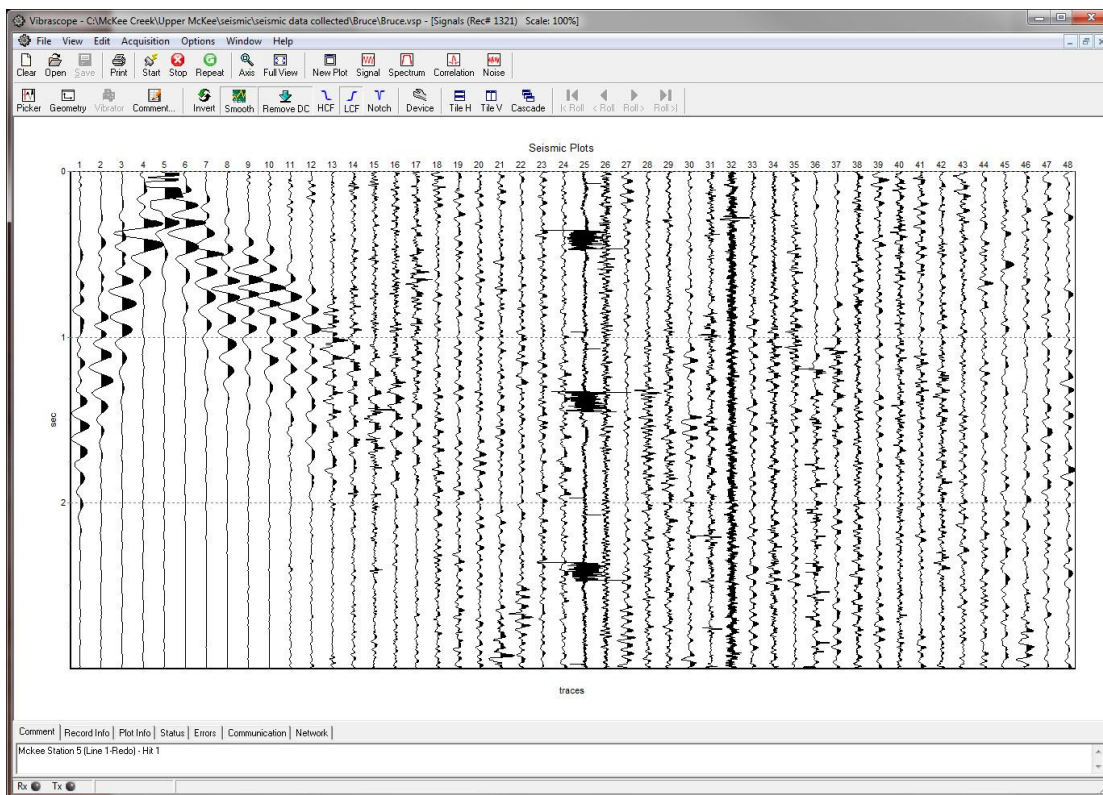 Vibrascope - C:\McKee Creek\Upper McKee\seismic\seismic data collected\Bruce\Bruce.vsp - [Signals (Rec# 1321) Scale: 100%]
File View Edit Acquisition Options Window Help
Clear Open Save Print Start Stop Repeat Axis Full View New Plot Signal Spectrum Correlation Noise
Picker Geometry Vibrator Comment... Invert Smooth Remove DC HCF LCF Notch Device Tile H Tile V Cascade |< Roll < Roll Roll > Roll >|
Seismic Plots
1 2 3 4 5 6 7 8 9 10 11 12 13 14 15 16 17 18 19 20 21 22 23 24 25 26 27 28 29 30 31 32 33 34 35 36 37 38 39 40 41 42 43 44 45 46 47 48
0
1
sec
2
traces
Comment Record Info Plot Info Status Errors Communication Network
Mckee Station 5 (Line 1-Redo) - Hit 1
Rx Tx